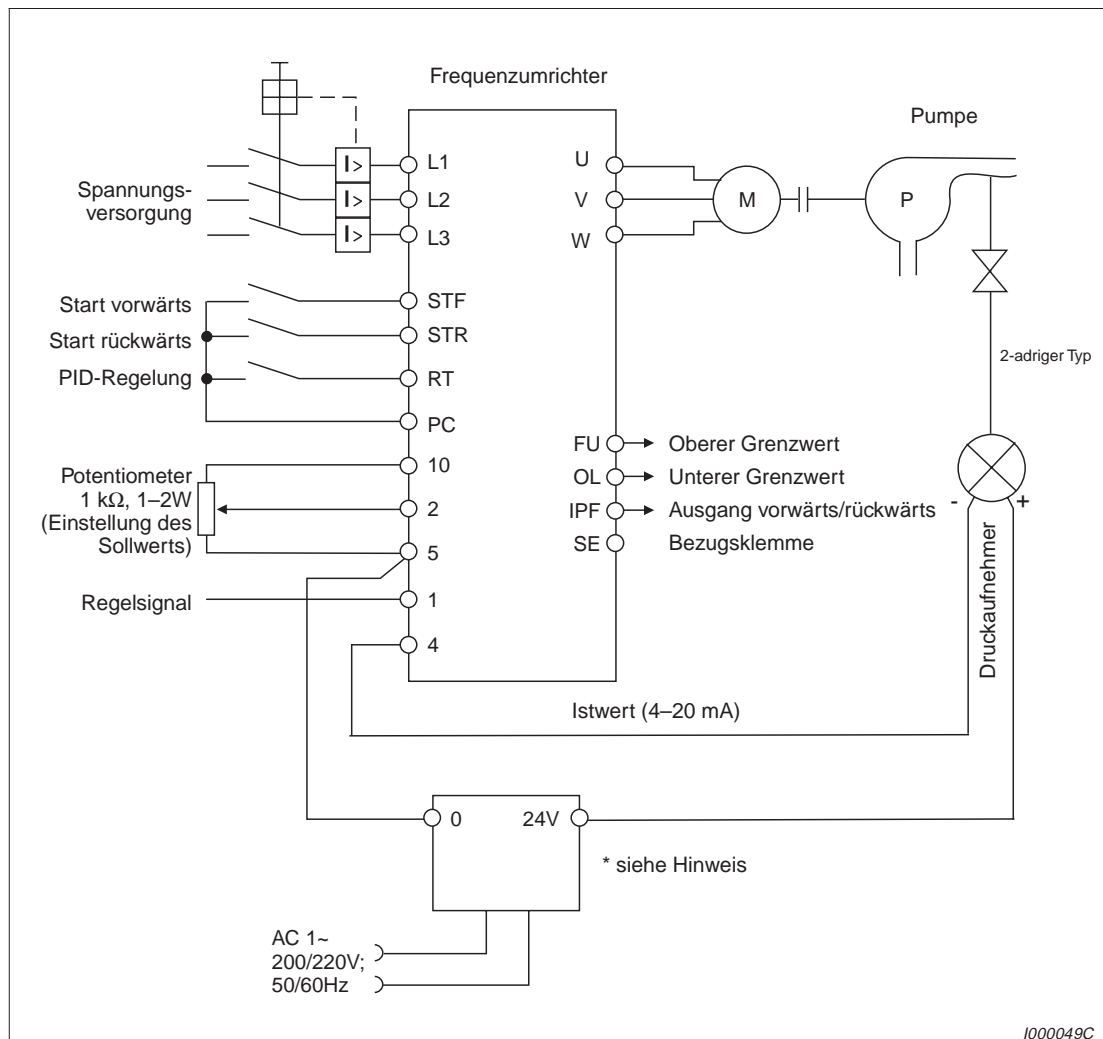 Frequenzumrichter
Pumpe
Spannungs-
versorgung
I>
I>
I>
L1
L2
L3
U
V
W
M
P
Start vorwärts
Start rückwärts
PID-Regelung
STF
STR
RT
PC
2-adriger Typ
Potentiometer
1 kΩ, 1–2W
(Einstellung des
Sollwerts)
10
2
5
Regelsignal
1
4
FU
Oberer Grenzwert
OL
Unterer Grenzwert
IPF
Ausgang vorwärts/rückwärts
SE
Bezugsklemme
-
+
Druckaufnehmer
Istwert (4–20 mA)
0
24V
* siehe Hinweis
AC 1~
200/220V;
50/60Hz
I000049C